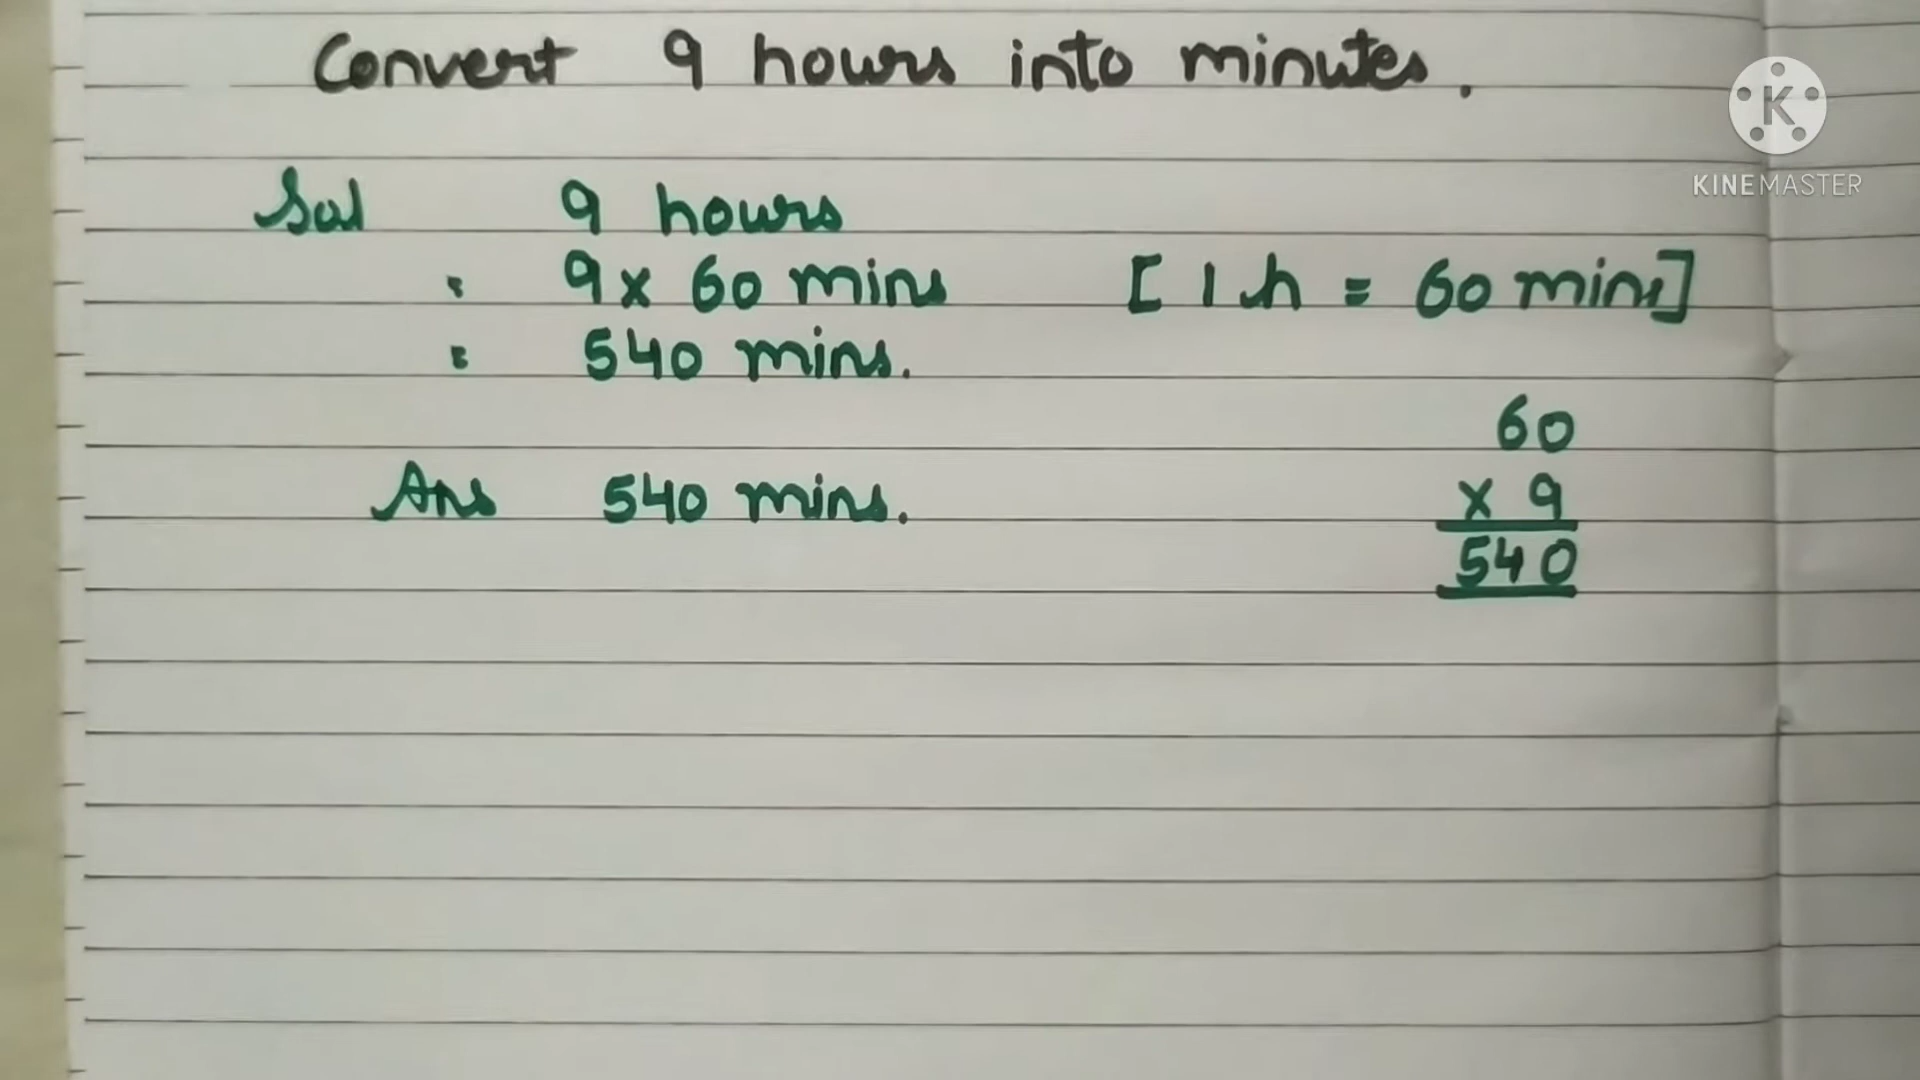 Convert 9 hours into minutes.
K
KINEMASTER
Sol 9 hours
= 9 x 60 mins [ 1 h = 60 mins]
= 540 mins.
60
Ans 540 mins. x 9
540